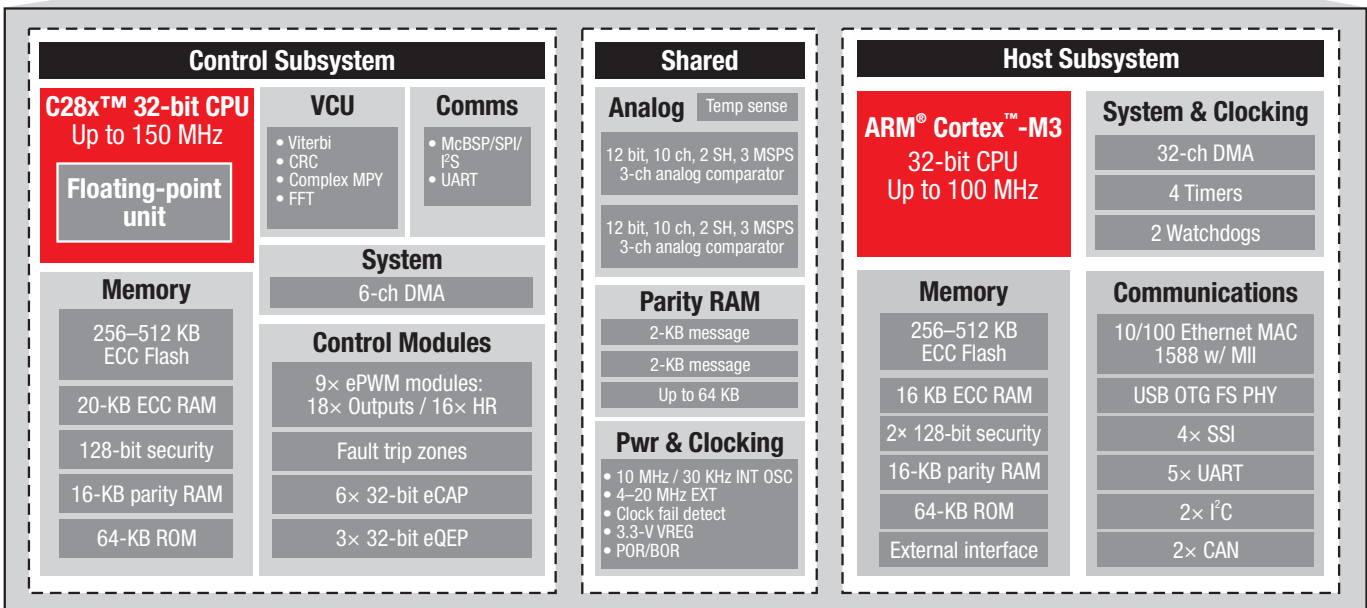 Control Subsystem
C28x™ 32-bit CPU
Up to 150 MHz
Floating-point
unit
VCU
• Viterbi
• CRC
• Complex MPY
• FFT
Comms
• McBSP/SPI/
I²S
• UART
System
6-ch DMA
Memory
256–512 KB
ECC Flash
20-KB ECC RAM
128-bit security
16-KB parity RAM
64-KB ROM
Control Modules
9× ePWM modules:
18× Outputs / 16× HR
Fault trip zones
6× 32-bit eCAP
3× 32-bit eQEP
Shared
Analog
Temp sense
12 bit, 10 ch, 2 SH, 3 MSPS
3-ch analog comparator
12 bit, 10 ch, 2 SH, 3 MSPS
3-ch analog comparator
Parity RAM
2-KB message
2-KB message
Up to 64 KB
Pwr & Clocking
• 10 MHz / 30 KHz INT OSC
• 4–20 MHz EXT
• Clock fail detect
• 3.3-V VREG
• POR/BOR
Host Subsystem
ARM® Cortex™-M3
32-bit CPU
Up to 100 MHz
System & Clocking
32-ch DMA
4 Timers
2 Watchdogs
Memory
256–512 KB
ECC Flash
16 KB ECC RAM
2× 128-bit security
16-KB parity RAM
64-KB ROM
External interface
Communications
10/100 Ethernet MAC
1588 w/ MII
USB OTG FS PHY
4× SSI
5× UART
2× I²C
2× CAN